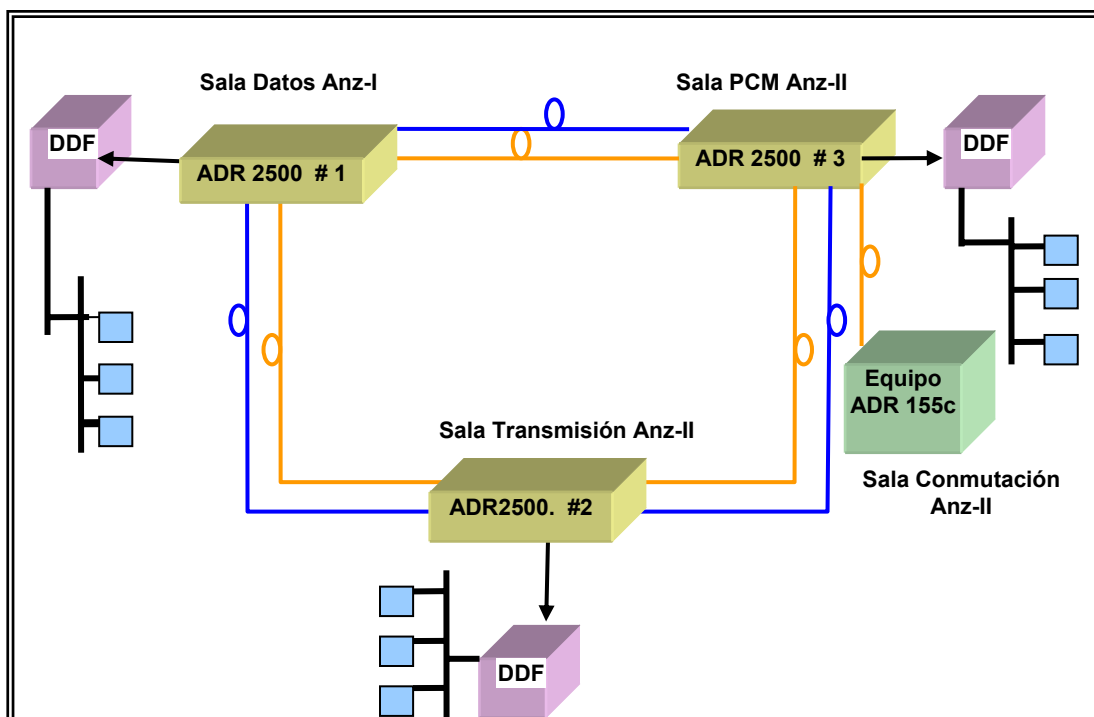 Sala Datos Anz-I
Sala PCM Anz-II
DDF
ADR 2500 # 1
ADR 2500 # 3
DDF
Equipo
ADR 155c
Sala Transmisión Anz-II
Sala Conmutación
Anz-II
ADR2500. #2
DDF